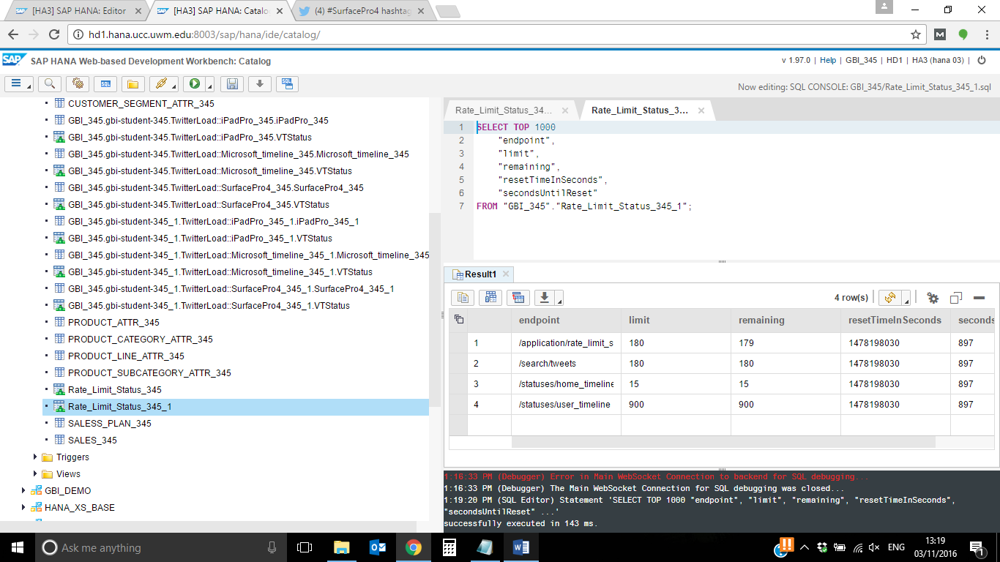 [HA3] SAP HANA: Editor
[HA3] SAP HANA: Catalo
(4) #SurfacePro4 hashtag
hd1.hana.ucc.uwm.edu:8003/sap/hana/ide/catalog/
SAP HANA Web-based Development Workbench: Catalog
v 1.97.0 | Help | GBI_345 | HD1 | HA3 (hana 03) |
Now editing: SQL CONSOLE: GBI_345/Rate_Limit_Status_345_1.sql
CUSTOMER_SEGMENT_ATTR_345
GBI_345.gbi-student-345.TwitterLoad::iPadPro_345.iPadPro_345
GBI_345.gbi-student-345.TwitterLoad::iPadPro_345.VTStatus
GBI_345.gbi-student-345.TwitterLoad::Microsoft_timeline_345.Microsoft_timeline_345
GBI_345.gbi-student-345.TwitterLoad::Microsoft_timeline_345.VTStatus
GBI_345.gbi-student-345.TwitterLoad::SurfacePro4_345.SurfacePro4_345
GBI_345.gbi-student-345.TwitterLoad::SurfacePro4_345.VTStatus
GBI_345.gbi-student-345_1.TwitterLoad::iPadPro_345_1.iPadPro_345_1
GBI_345.gbi-student-345_1.TwitterLoad::iPadPro_345_1.VTStatus
GBI_345.gbi-student-345_1.TwitterLoad::Microsoft_timeline_345_1.Microsoft_timeline_345
GBI_345.gbi-student-345_1.TwitterLoad::Microsoft_timeline_345_1.VTStatus
GBI_345.gbi-student-345_1.TwitterLoad::SurfacePro4_345_1.SurfacePro4_345_1
GBI_345.gbi-student-345_1.TwitterLoad::SurfacePro4_345_1.VTStatus
PRODUCT_ATTR_345
PRODUCT_CATEGORY_ATTR_345
PRODUCT_LINE_ATTR_345
PRODUCT_SUBCATEGORY_ATTR_345
Rate_Limit_Status_345
Rate_Limit_Status_345_1
SALESS_PLAN_345
SALES_345
Triggers
Views
GBI_DEMO
HANA_XS_BASE
Rate_Limit_Status_34...
Rate_Limit_Status_3...
1 SELECT TOP 1000
2 "endpoint",
3 "limit",
4 "remaining",
5 "resetTimeInSeconds",
6 "secondsUntilReset"
7 FROM "GBI_345"."Rate_Limit_Status_345_1";
Result1
4 row(s)
endpoint limit remaining resetTimeInSeconds seconds
1 /application/rate_limit_s 180 179 1478198030 897
2 /search/tweets 180 180 1478198030 897
3 /statuses/home_timeline 15 15 1478198030 897
4 /statuses/user_timeline 900 900 1478198030 897
1:16:33 PM (Debugger) Error in Main WebSocket Connection to backend for SQL debugging...
1:16:33 PM (Debugger) The Main WebSocket Connection for SQL debugging was closed...
1:19:20 PM (SQL Editor) Statement 'SELECT TOP 1000 "endpoint", "limit", "remaining", "resetTimeInSeconds",
"secondsUntilReset" ...'
successfully executed in 143 ms.
Ask me anything
ENG
13:19
03/11/2016
1